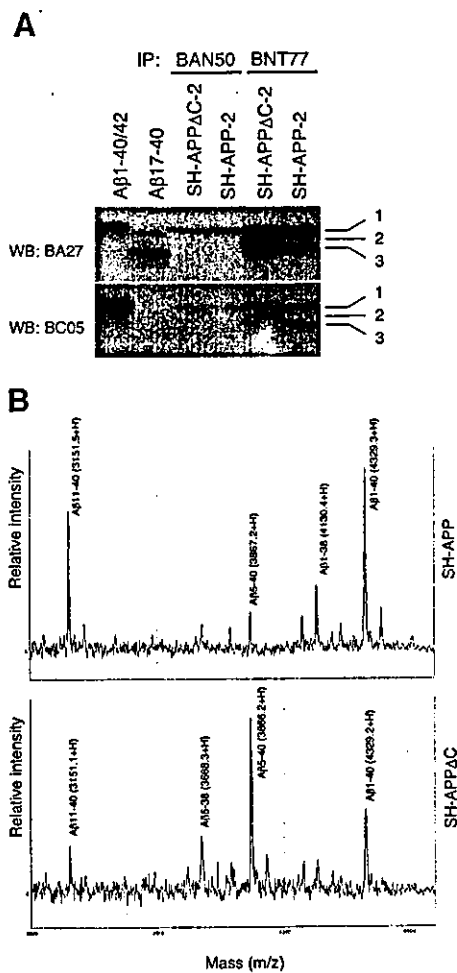 A
IP: BAN50 BNT77
Aβ1-40/42
Aβ17-40
SH-APPΔC-2
SH-APP-2
SH-APPΔC-2
SH-APP-2
WB: BA27
1
2
3
WB: BC05
1
2
3
B
Relative intensity
Aβ11-40 (3151.5+H)
Aβ5-40 (3867.2+H)
Aβ1-38 (4130.4+H)
Aβ1-40 (4329.3+H)
SH-APP
Relative intensity
Aβ11-40 (3151.1+H)
Aβ5-38 (3668.3+H)
Aβ5-40 (3866.2+H)
Aβ1-40 (4329.2+H)
SH-APPΔC
Mass (m/z)